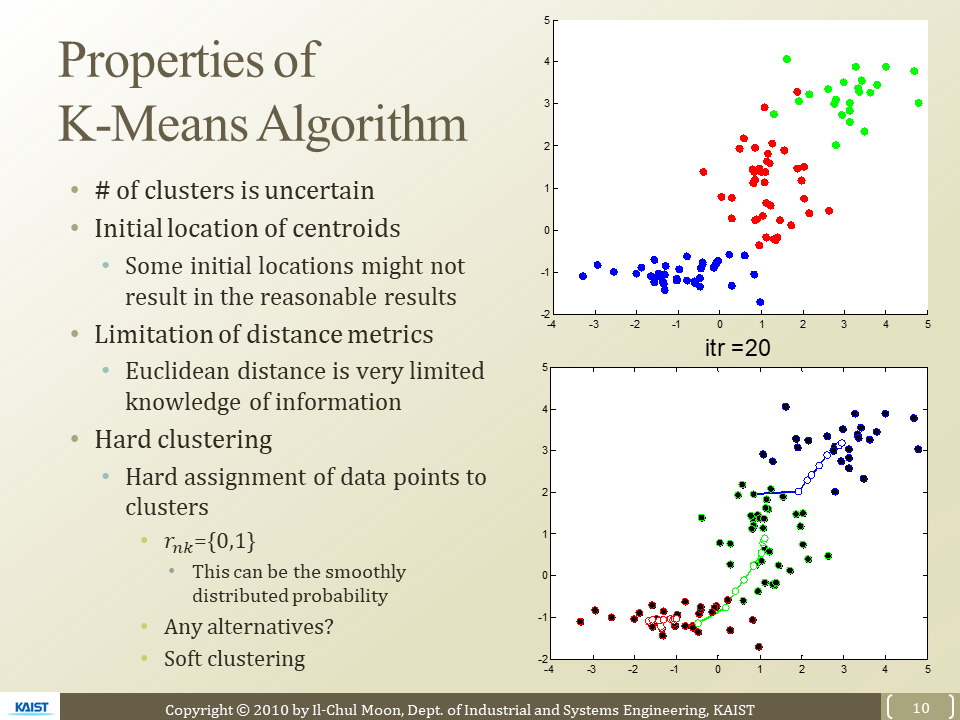 Properties of
K-Means Algorithm
• # of clusters is uncertain
• Initial location of centroids
• Some initial locations might not
result in the reasonable results
• Limitation of distance metrics
• Euclidean distance is very limited
knowledge of information
• Hard clustering
• Hard assignment of data points to
clusters
• rₙₖ={0,1}
• This can be the smoothly
distributed probability
• Any alternatives?
• Soft clustering
5
4
3
2
1
0
-1
-2
-4 -3 -2 -1 0 1 2 3 4 5
itr =20
5
4
3
2
1
0
-1
-2
-4 -3 -2 -1 0 1 2 3 4 5
KAIST
Copyright © 2010 by Il-Chul Moon, Dept. of Industrial and Systems Engineering, KAIST
10